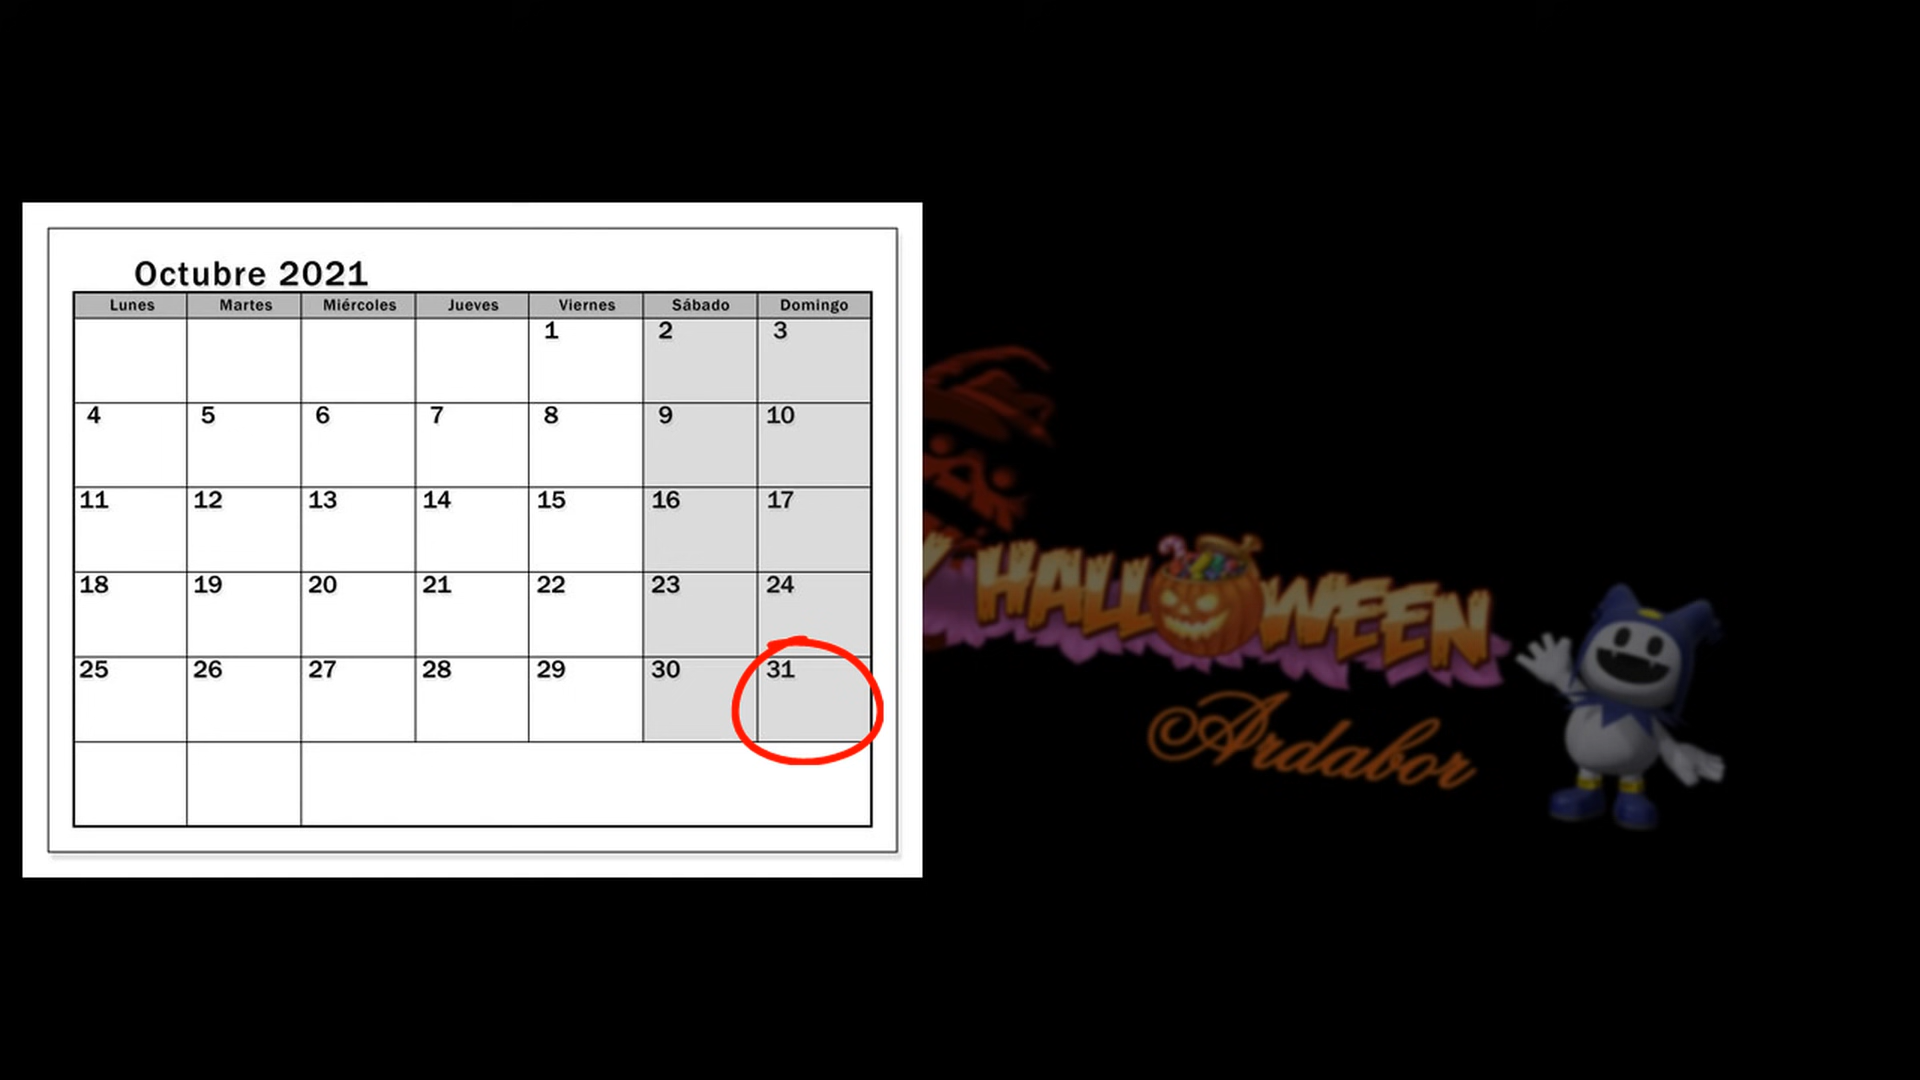 Octubre 2021
Lunes Martes Miércoles Jueves Viernes Sábado Domingo
1 2 3
4 5 6 7 8 9 10
11 12 13 14 15 16 17
18 19 20 21 22 23 24
25 26 27 28 29 30 31
HALLOWEEN
©Ardabor